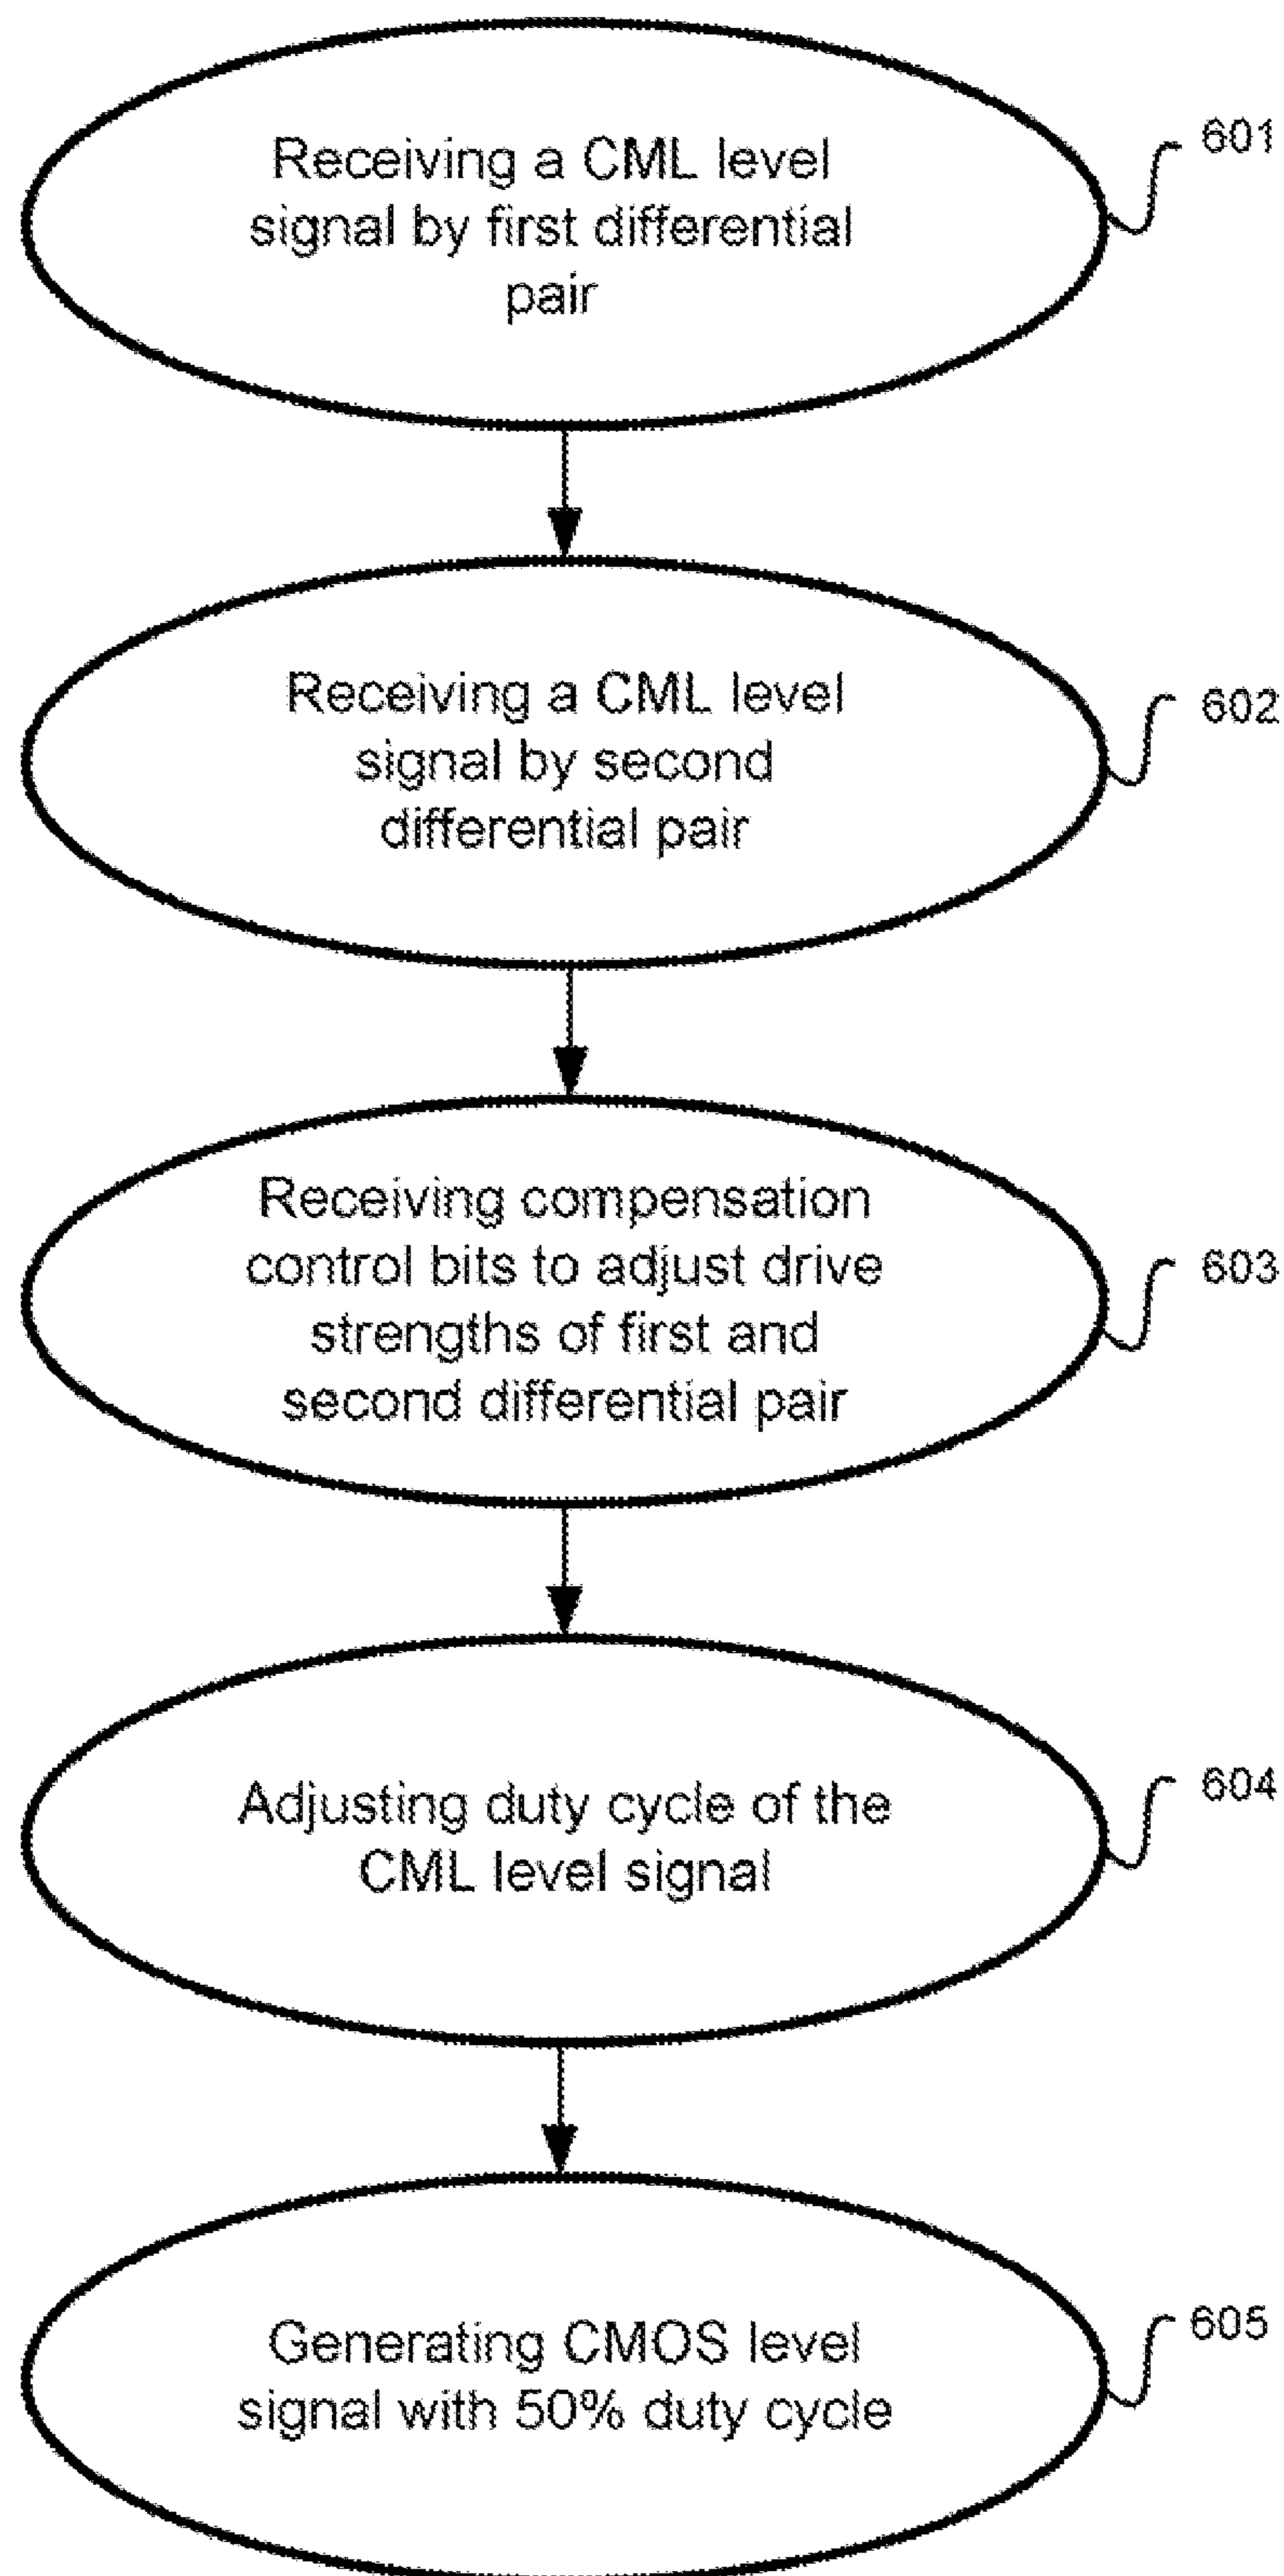 Receiving a CML level
signal by first differential
pair
601
Receiving a CML level
signal by second
differential pair
602
Receiving compensation
control bits to adjust drive
strengths of first and
second differential pair
603
Adjusting duty cycle of the
CML level signal
604
Generating CMOS level
signal with 50% duty cycle
605